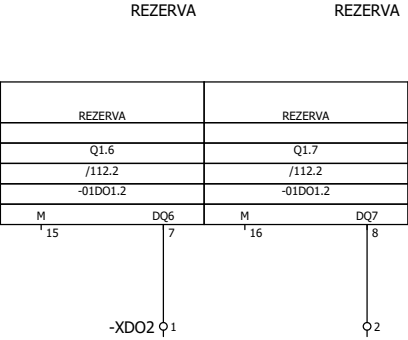 REZERVA REZERVA
REZERVA REZERVA
Q1.6 Q1.7
/112.2 /112.2
-01DO1.2 -01DO1.2
M DQ6 M DQ7
15 7 16 8
-XDO2 1 2